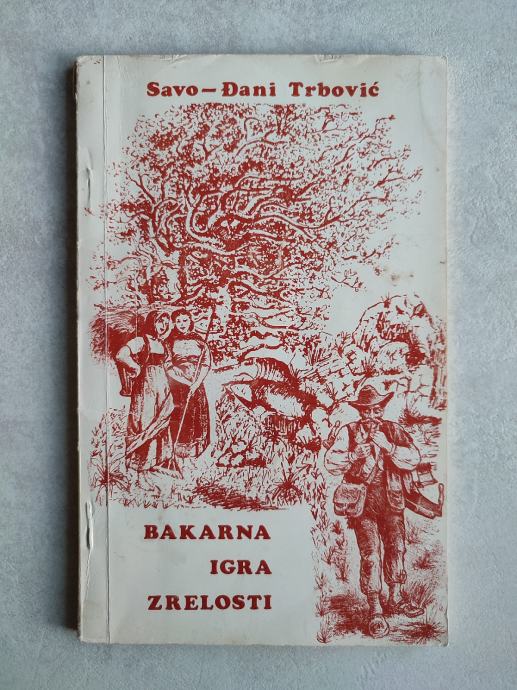 Savo-Đani Trbović
BAKARNA
IGRA
ZRELOSTI